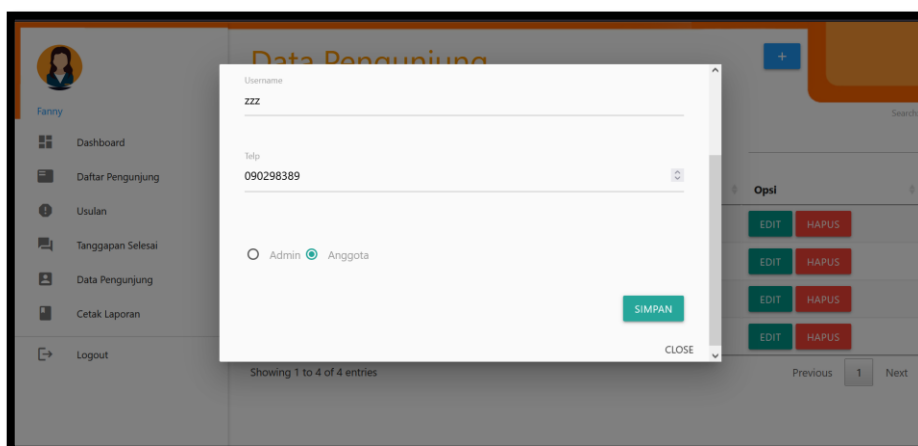 Fanny
Dashboard
Daftar Pengunjung
Usulan
Tanggapan Selesai
Data Pengunjung
Cetak Laporan
Logout
Data Pengunjung
+
Search
Username
zzz
Telp
090298389
Admin Anggota
SIMPAN
CLOSE
Opsi
EDIT HAPUS
EDIT HAPUS
EDIT HAPUS
EDIT HAPUS
Showing 1 to 4 of 4 entries
Previous 1 Next